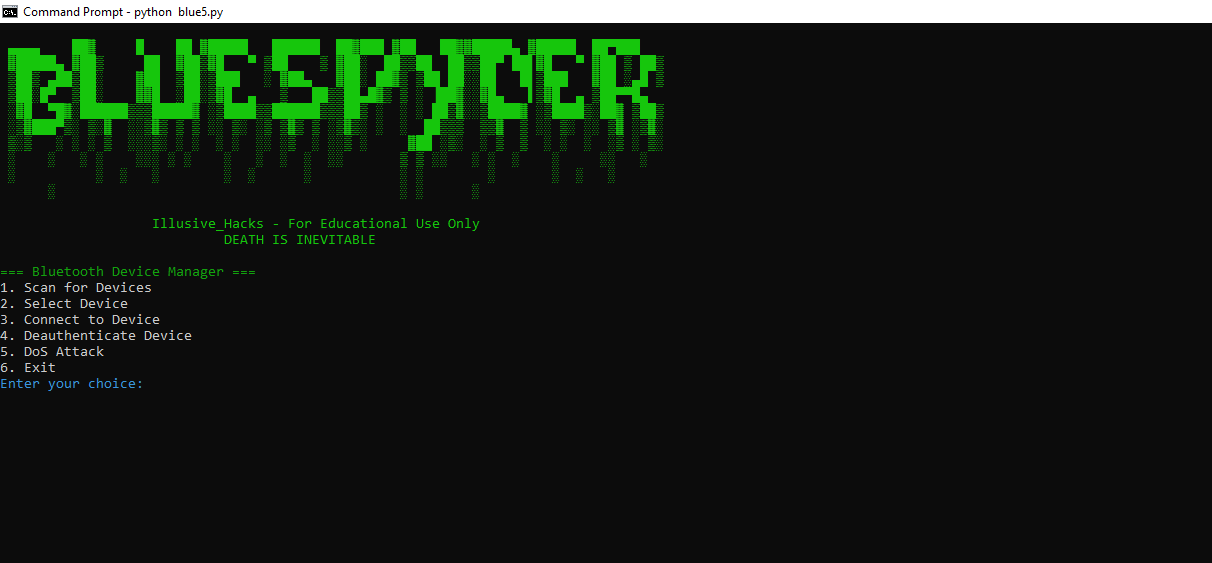 Command Prompt - python blue5.py
BLUESPYDER
Illusive_Hacks - For Educational Use Only
DEATH IS INEVITABLE
=== Bluetooth Device Manager ===
1. Scan for Devices
2. Select Device
3. Connect to Device
4. Deauthenticate Device
5. DoS Attack
6. Exit
Enter your choice: